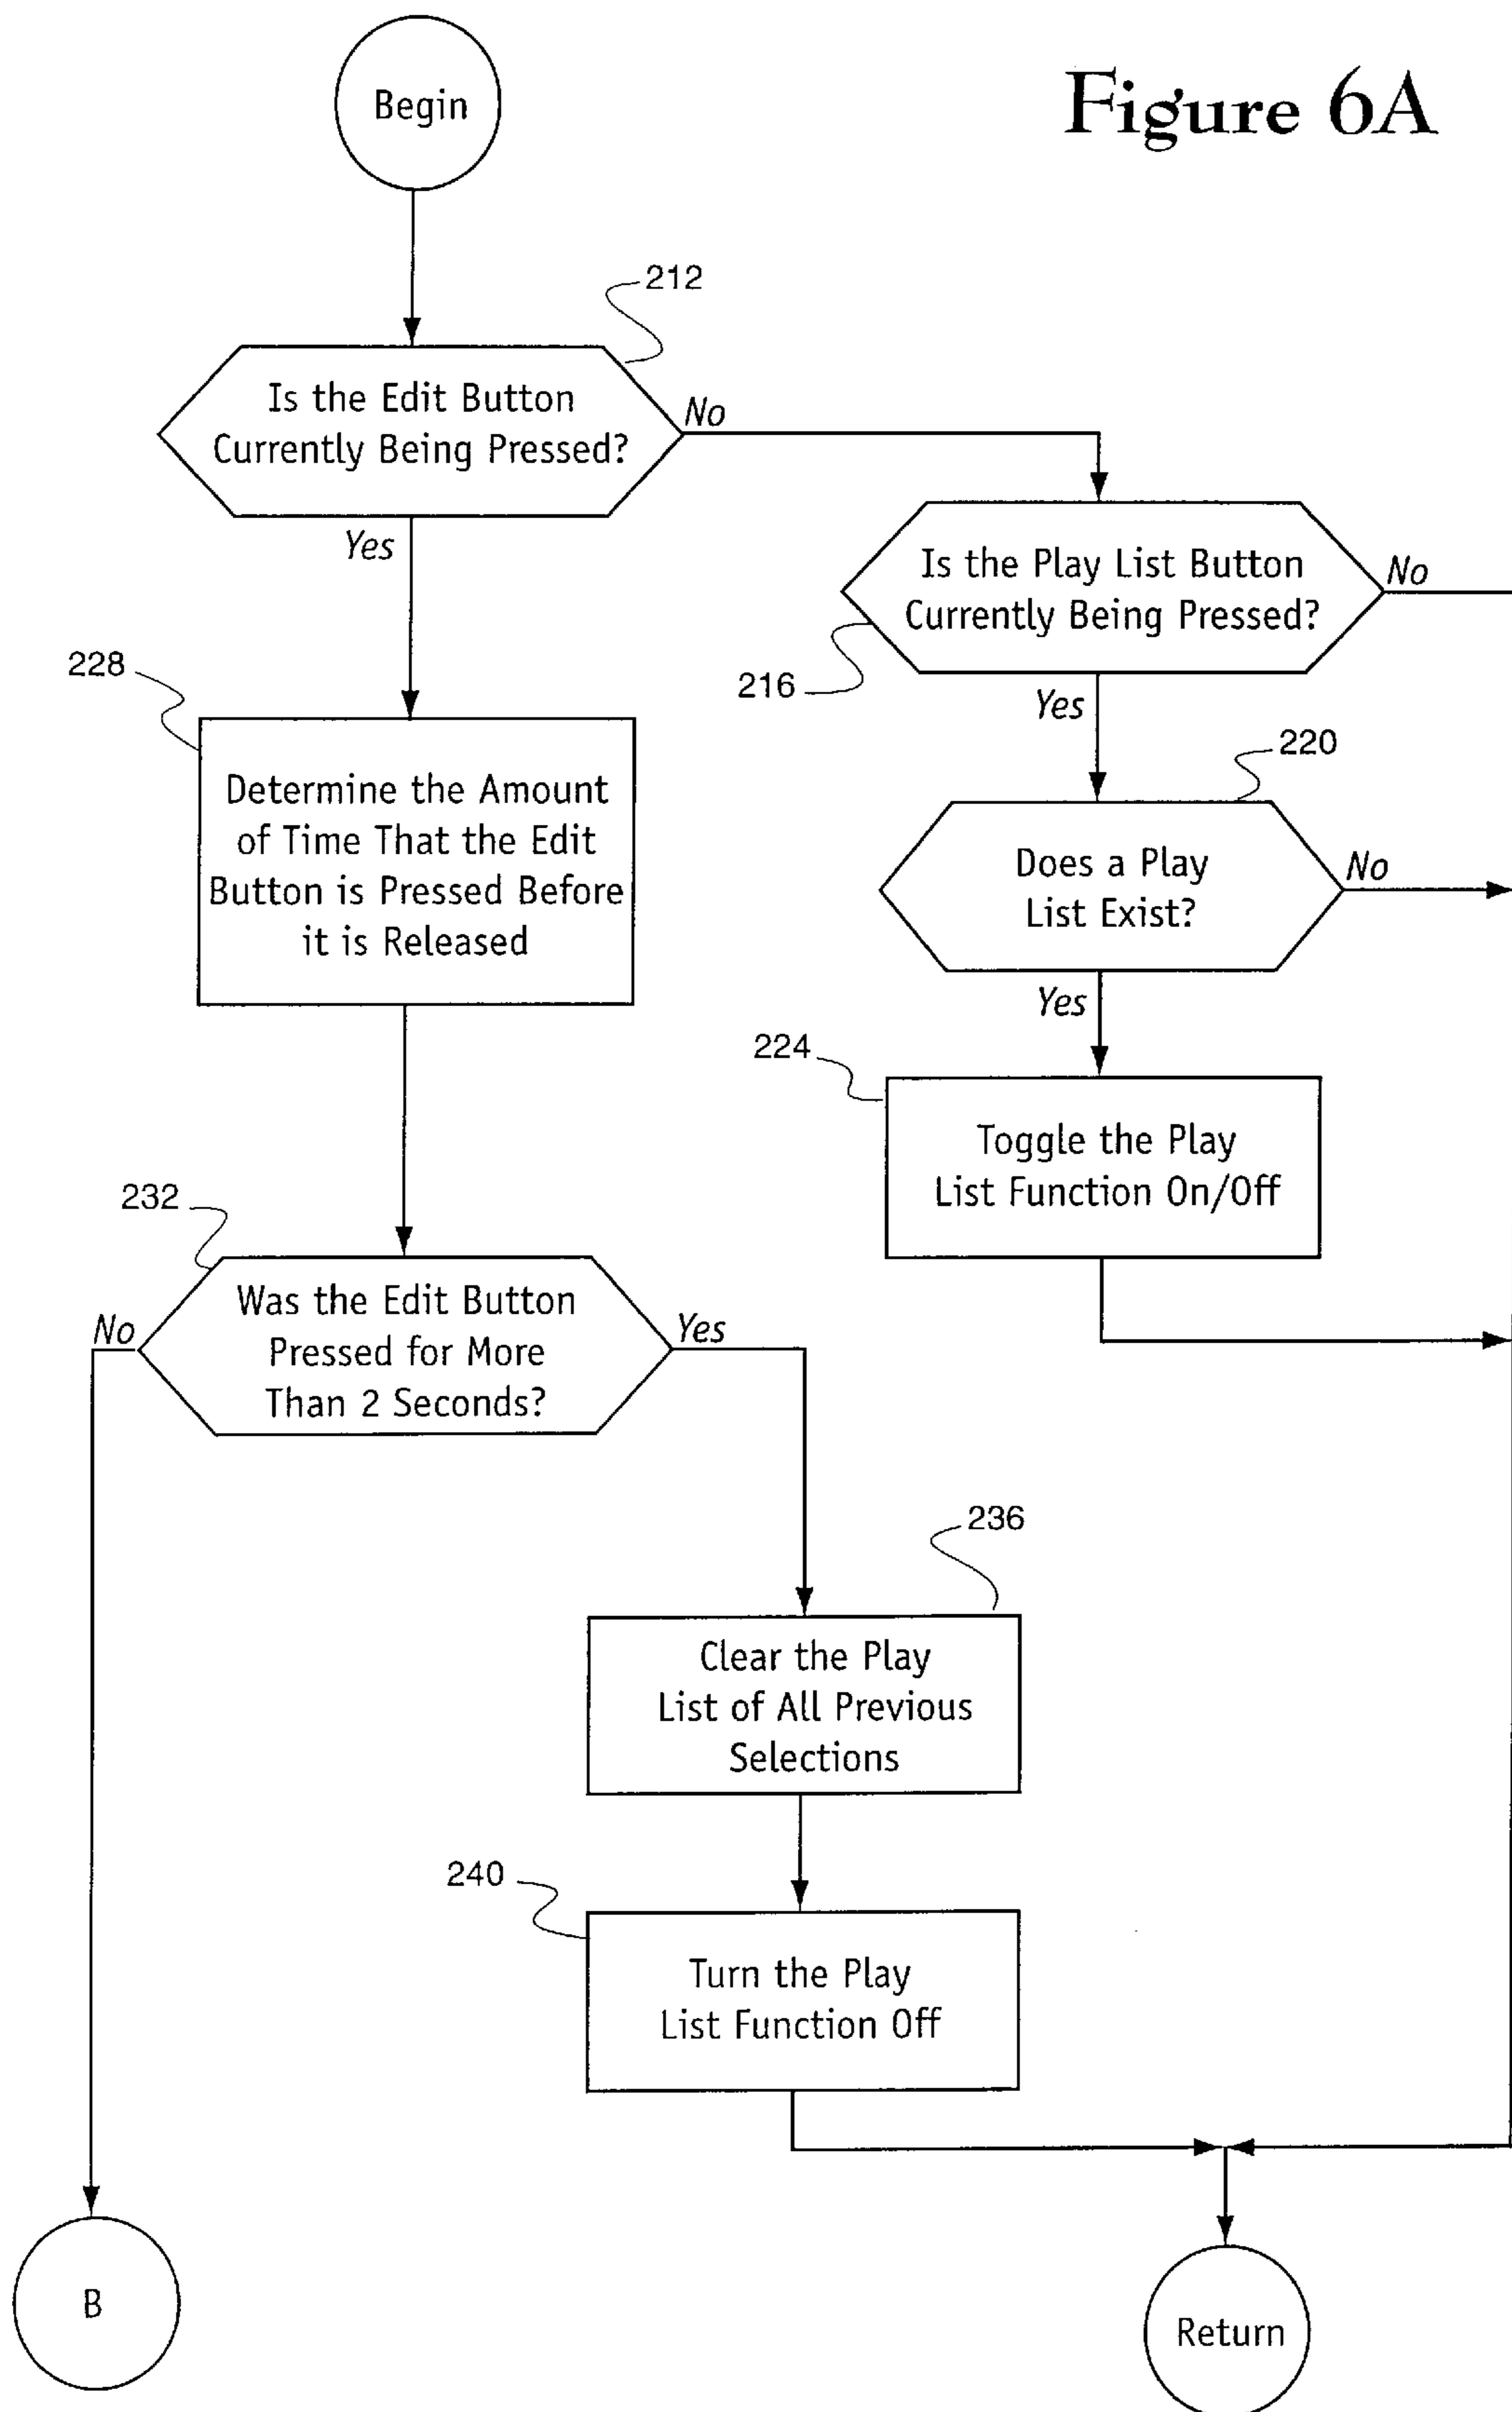 Figure 6A
Begin
212
Is the Edit Button
Currently Being Pressed?
No
Yes
Is the Play List Button
Currently Being Pressed?
No
216
Yes
228
Determine the Amount
of Time That the Edit
Button is Pressed Before
it is Released
220
Does a Play
List Exist?
No
Yes
224
Toggle the Play
List Function On/Off
232
Was the Edit Button
Pressed for More
Than 2 Seconds?
No
Yes
236
Clear the Play
List of All Previous
Selections
240
Turn the Play
List Function Off
B
Return